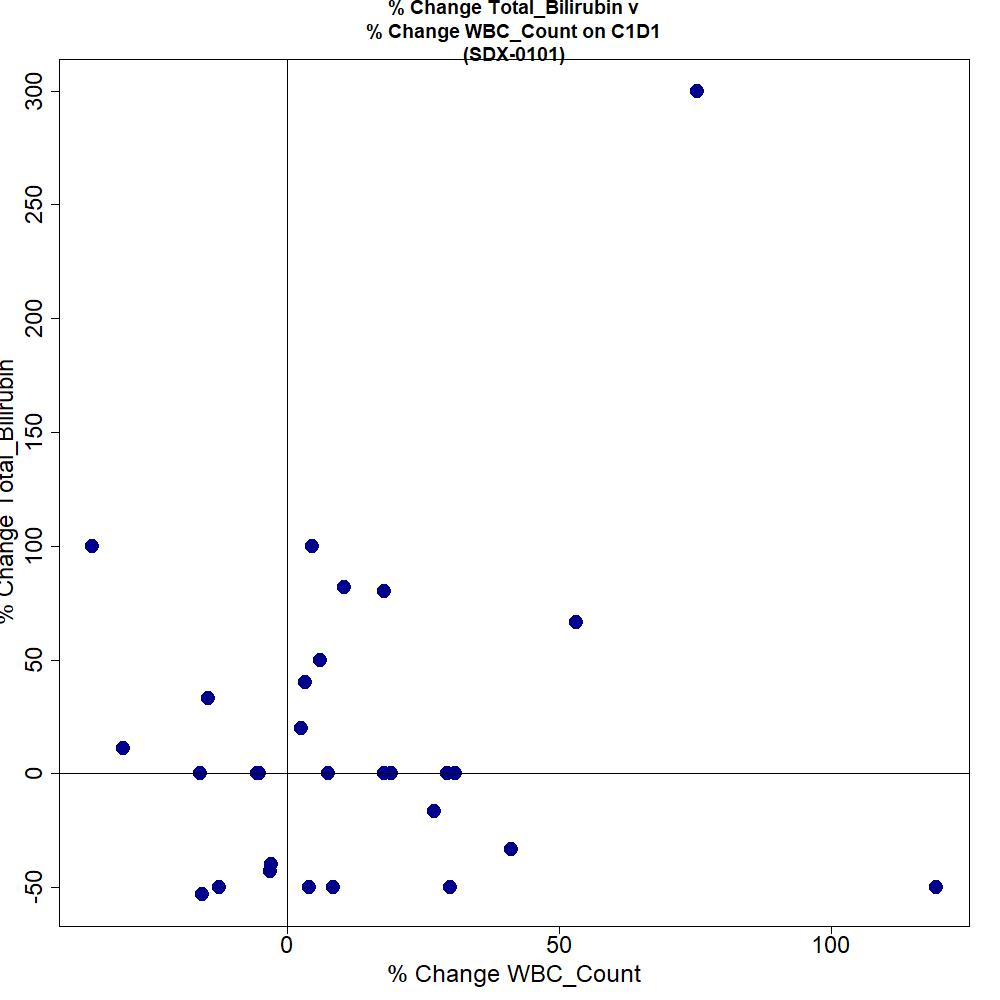 % Change Total_Bilirubin v
% Change WBC_Count on C1D1
(SDX-0101)
% Change Total_Bilirubin
300
250
200
150
100
50
0
-50
0
50
100
% Change WBC_Count